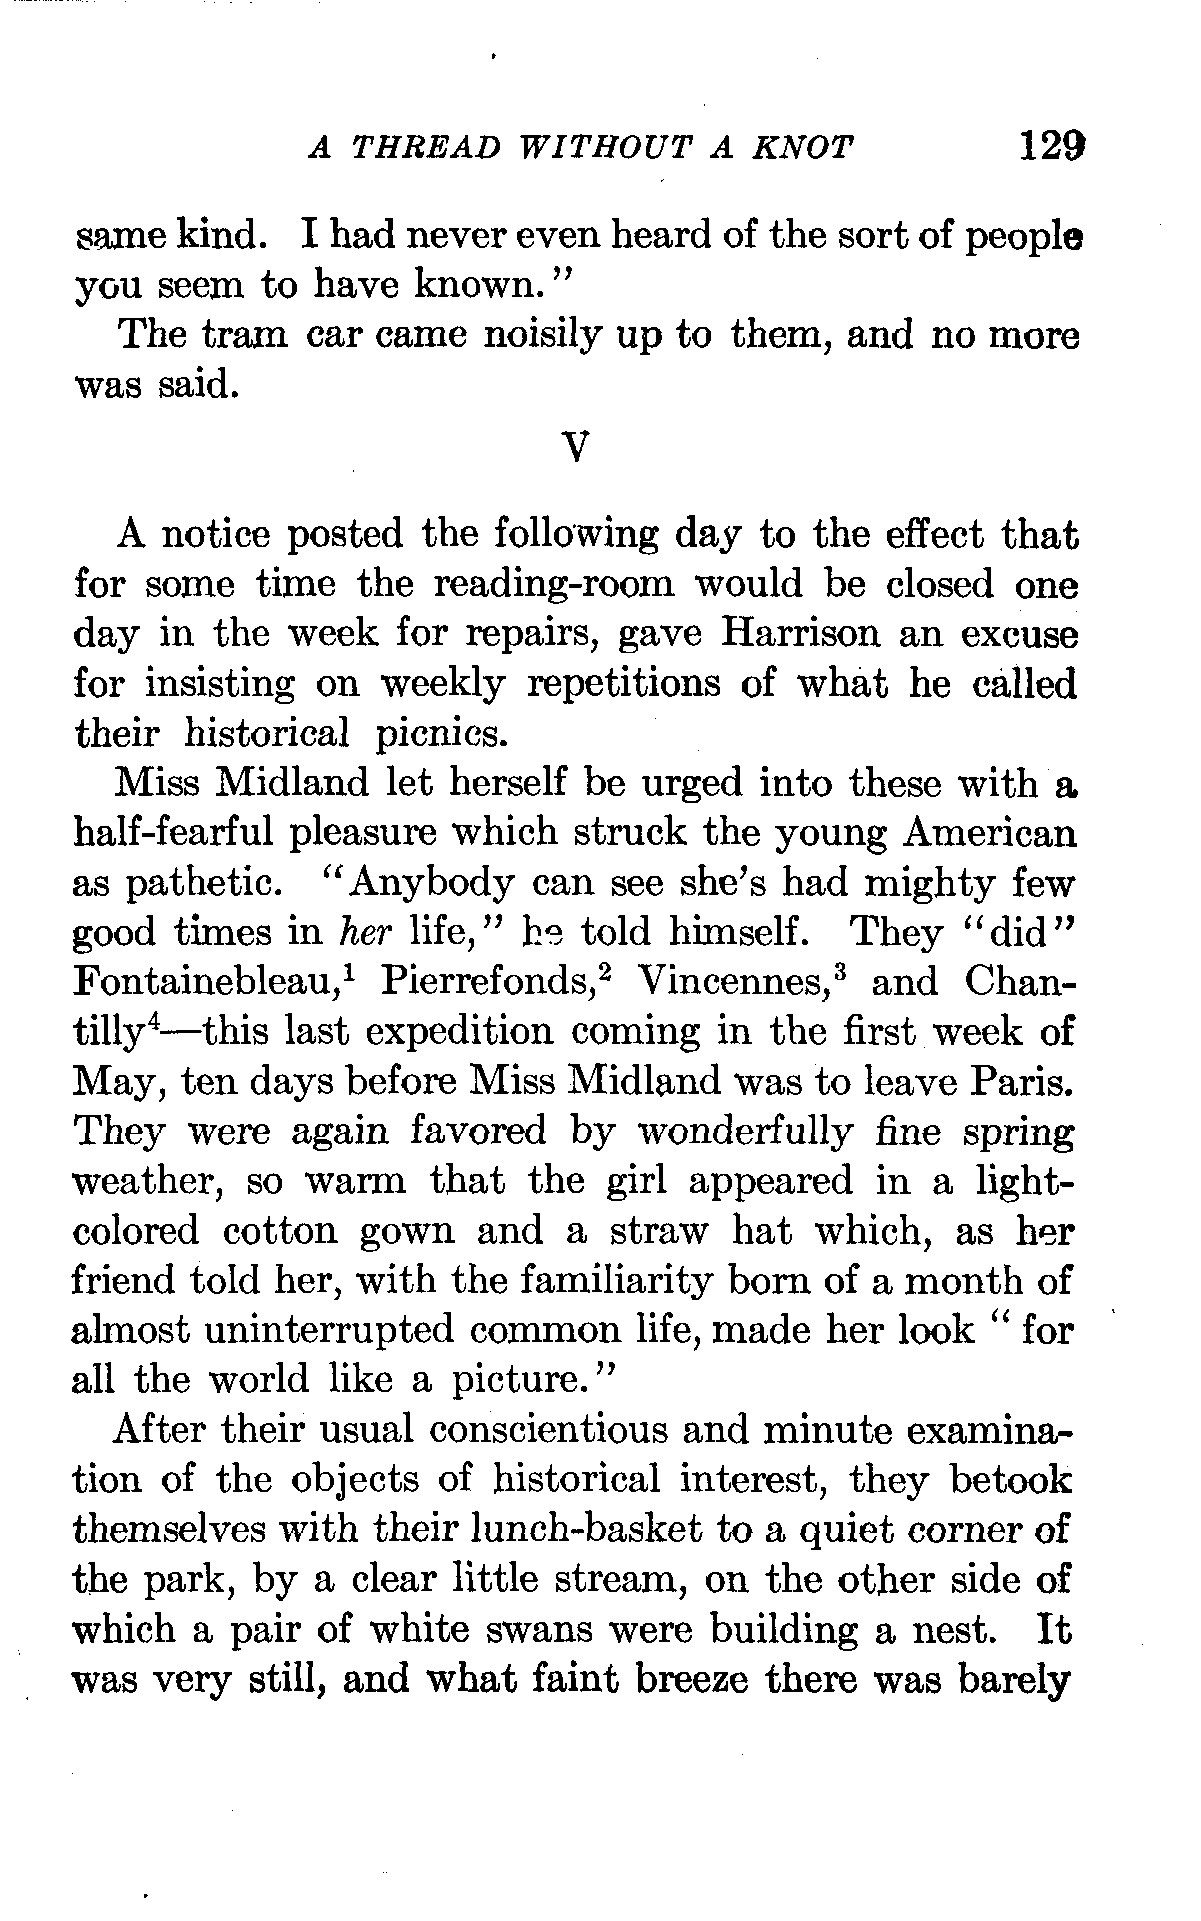 A THREAD WITHOUT A KNOT 129
same kind. I had never even heard of the sort of people
you seem to have known."
The tram car came noisily up to them, and no more
was said.
V
A notice posted the following day to the effect that
for some time the reading-room would be closed one
day in the week for repairs, gave Harrison an excuse
for insisting on weekly repetitions of what he called
their historical picnics.
Miss Midland let herself be urged into these with a
half-fearful pleasure which struck the young American
as pathetic. "Anybody can see she's had mighty few
good times in her life," he told himself. They "did"
Fontainebleau,¹ Pierrefonds,² Vincennes,³ and Chan-
tilly⁴—this last expedition coming in the first week of
May, ten days before Miss Midland was to leave Paris.
They were again favored by wonderfully fine spring
weather, so warm that the girl appeared in a light-
colored cotton gown and a straw hat which, as her
friend told her, with the familiarity born of a month of
almost uninterrupted common life, made her look " for
all the world like a picture."
After their usual conscientious and minute examina-
tion of the objects of historical interest, they betook
themselves with their lunch-basket to a quiet corner of
the park, by a clear little stream, on the other side of
which a pair of white swans were building a nest. It
was very still, and what faint breeze there was barely